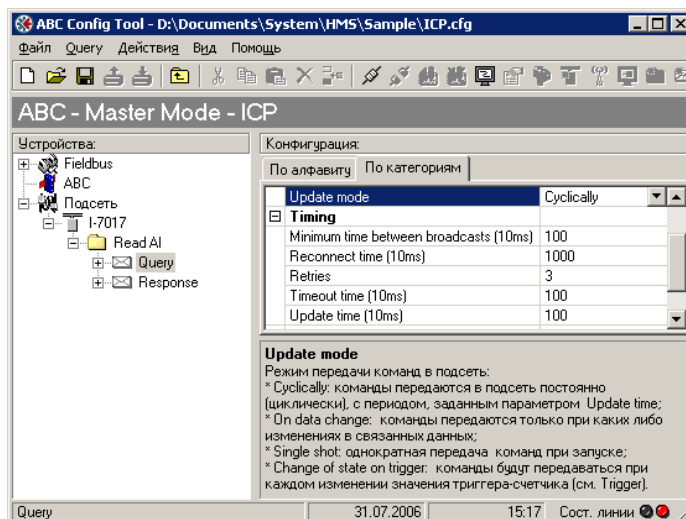 ABC Config Tool - D:\Documents\System\HMS\Sample\ICP.cfg
Файл Query Действия Вид Помощь
ABC - Master Mode - ICP
Устройства:
Fieldbus
ABC
Подсеть
I-7017
Read AI
Query
Response
Конфигурация:
По алфавиту По категориям
Update mode Cyclically
Timing
Minimum time between broadcasts (10ms) 100
Reconnect time (10ms) 1000
Retries 3
Timeout time (10ms) 100
Update time (10ms) 100
Update mode
Режим передачи команд в подсеть:
* Cyclically: команды передаются в подсеть постоянно
(циклически), с периодом, заданным параметром Update time;
* On data change: команды передаются только при каких либо
изменениях в связанных данных;
* Single shot: однократная передача команд при запуске;
* Change of state on trigger: команды будут передаваться при
каждом изменении значения триггера-счетчика (см. Trigger).
Query 31.07.2006 15:17 Сост. линии